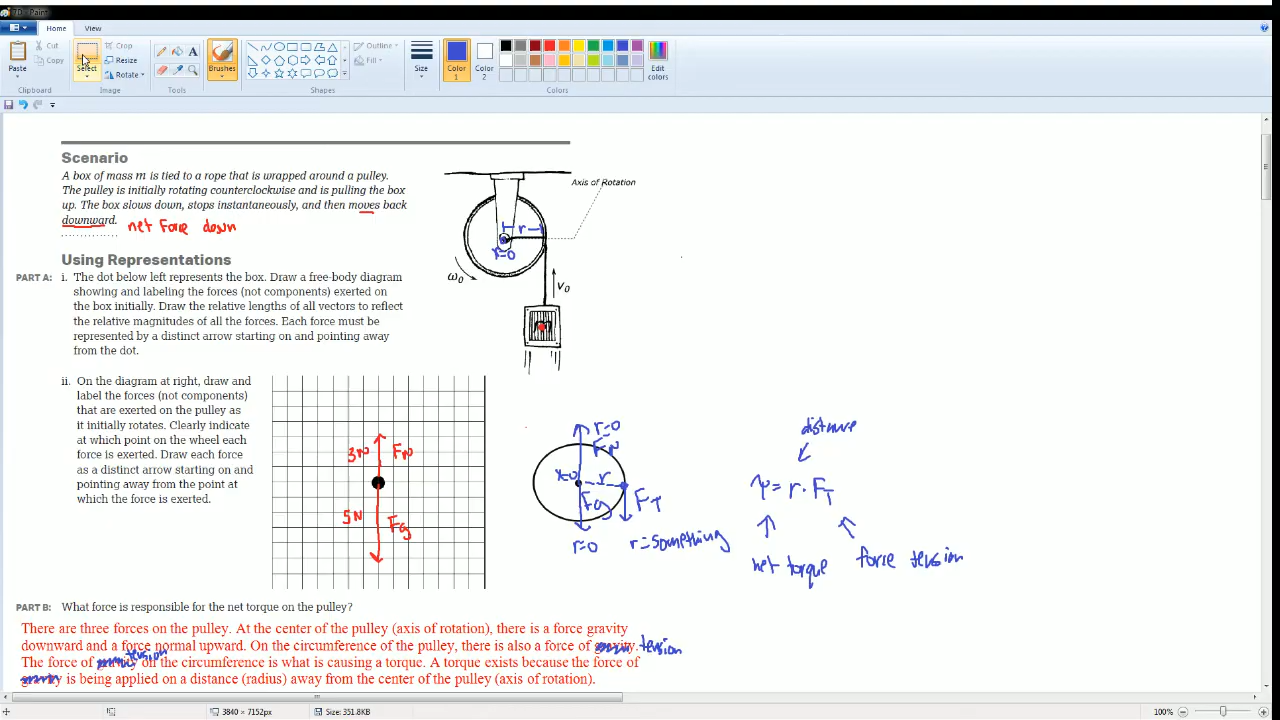 7D - Paint
Home View
Cut
Copy
Paste
Clipboard
Select
Crop
Resize
Rotate
Image
Tools
Brushes
Shapes
Outline
Fill
Size
Color 1
Color 2
Edit colors
Colors
Scenario
A box of mass m is tied to a rope that is wrapped around a pulley.
The pulley is initially rotating counterclockwise and is pulling the box
up. The box slows down, stops instantaneously, and then moves back
downward. net force down
Axis of Rotation
r
r=0
ω0
v0
Using Representations
PART A: i. The dot below left represents the box. Draw a free-body diagram
showing and labeling the forces (not components) exerted on
the box initially. Draw the relative lengths of all vectors to reflect
the relative magnitudes of all the forces. Each force must be
represented by a distinct arrow starting on and pointing away
from the dot.
ii. On the diagram at right, draw and
label the forces (not components)
that are exerted on the pulley as
it initially rotates. Clearly indicate
at which point on the wheel each
force is exerted. Draw each force
as a distinct arrow starting on and
pointing away from the point at
which the force is exerted.
3N FN
5N Fg
r=0
FN
r=0 r
Fg FT
r=0 r=something
distance
τ = r · FT
net torque force tension
PART B: What force is responsible for the net torque on the pulley?
There are three forces on the pulley. At the center of the pulley (axis of rotation), there is a force gravity
downward and a force normal upward. On the circumference of the pulley, there is also a force of gravity. tension
The force of gravity tension on the circumference is what is causing a torque. A torque exists because the force of
gravity is being applied on a distance (radius) away from the center of the pulley (axis of rotation).
3840 × 7152px Size: 351.8KB 100%